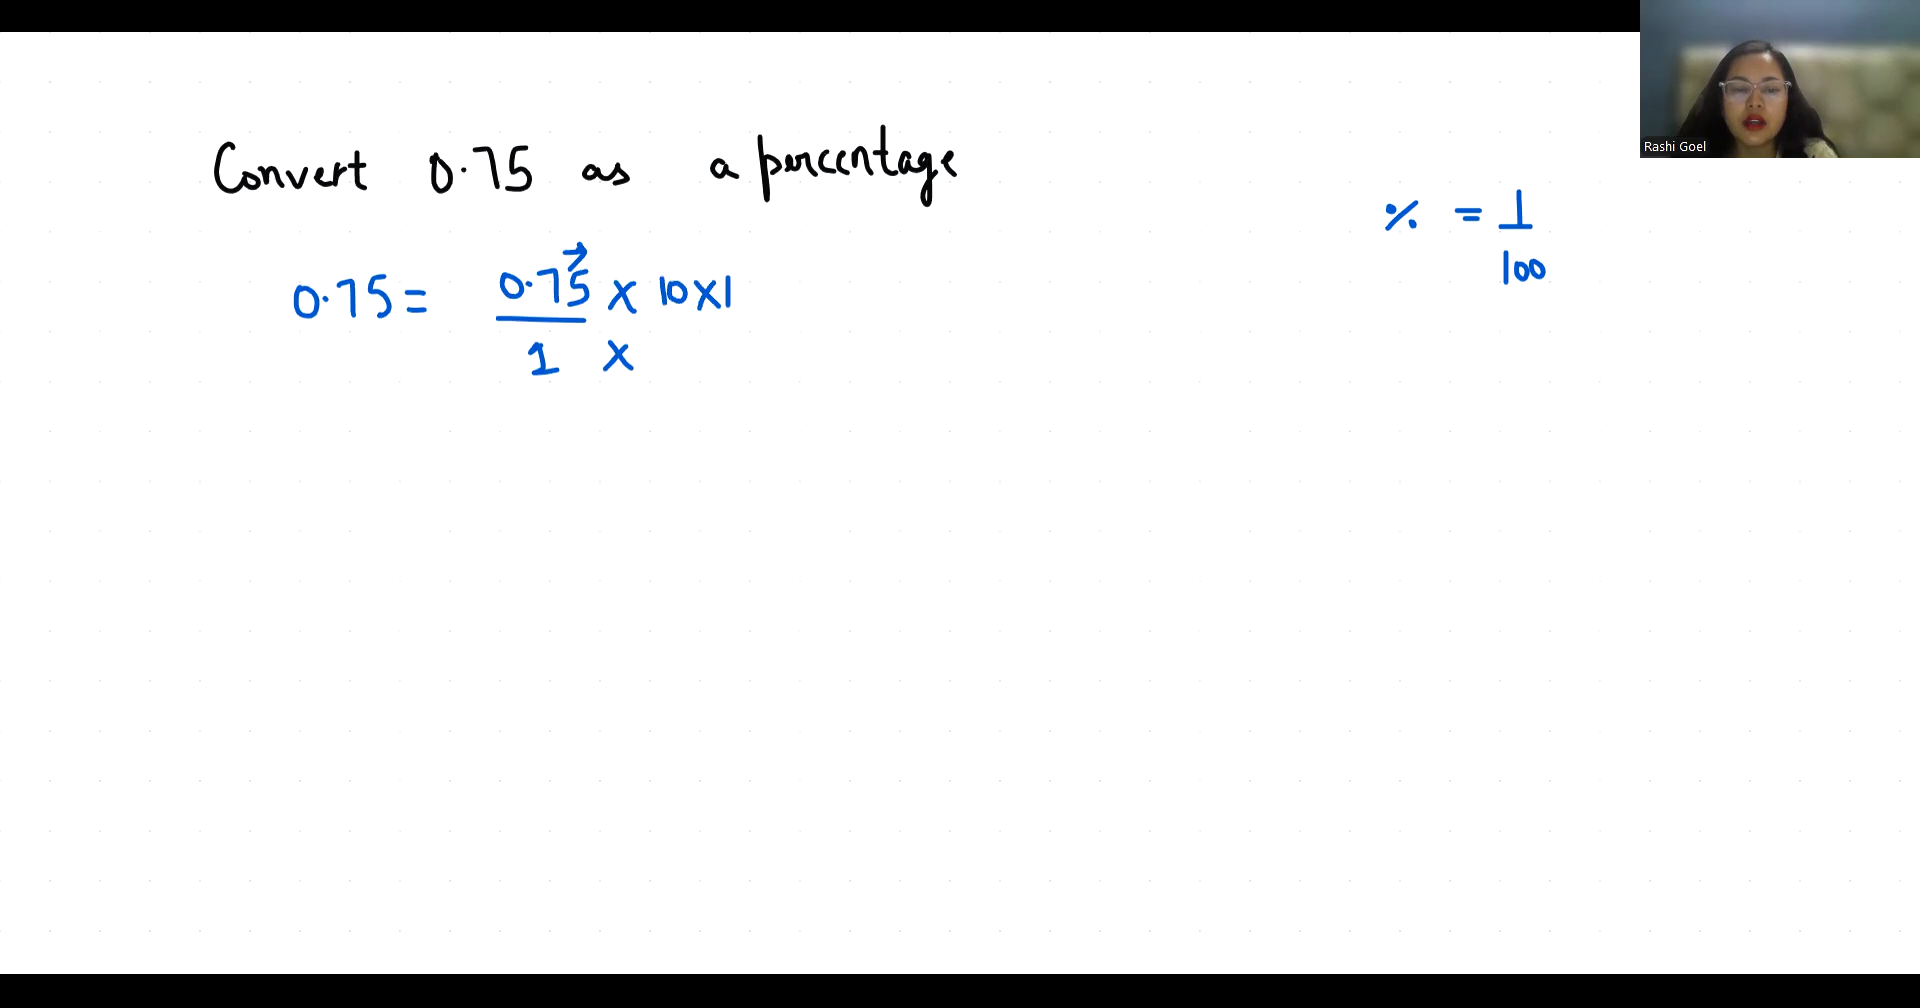 Convert 0.75 as a percentage
% = 1
100
0.75 = 0.75 x 10x1
1 x
Rashi Goel